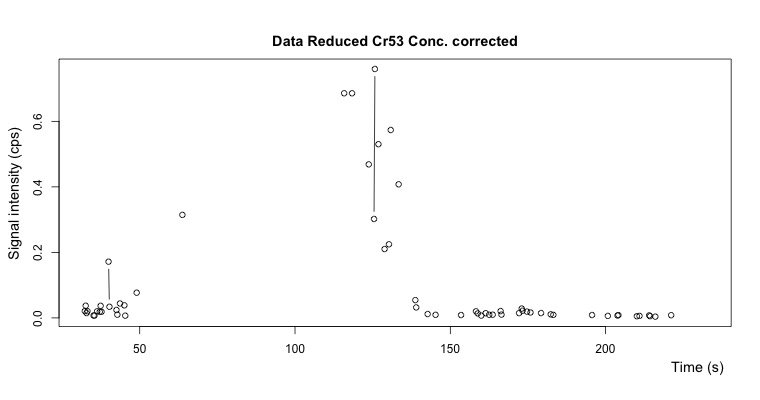 Data Reduced Cr53 Conc. corrected
Signal intensity (cps)
0.6
0.4
0.2
0.0
50 100 150 200
Time (s)